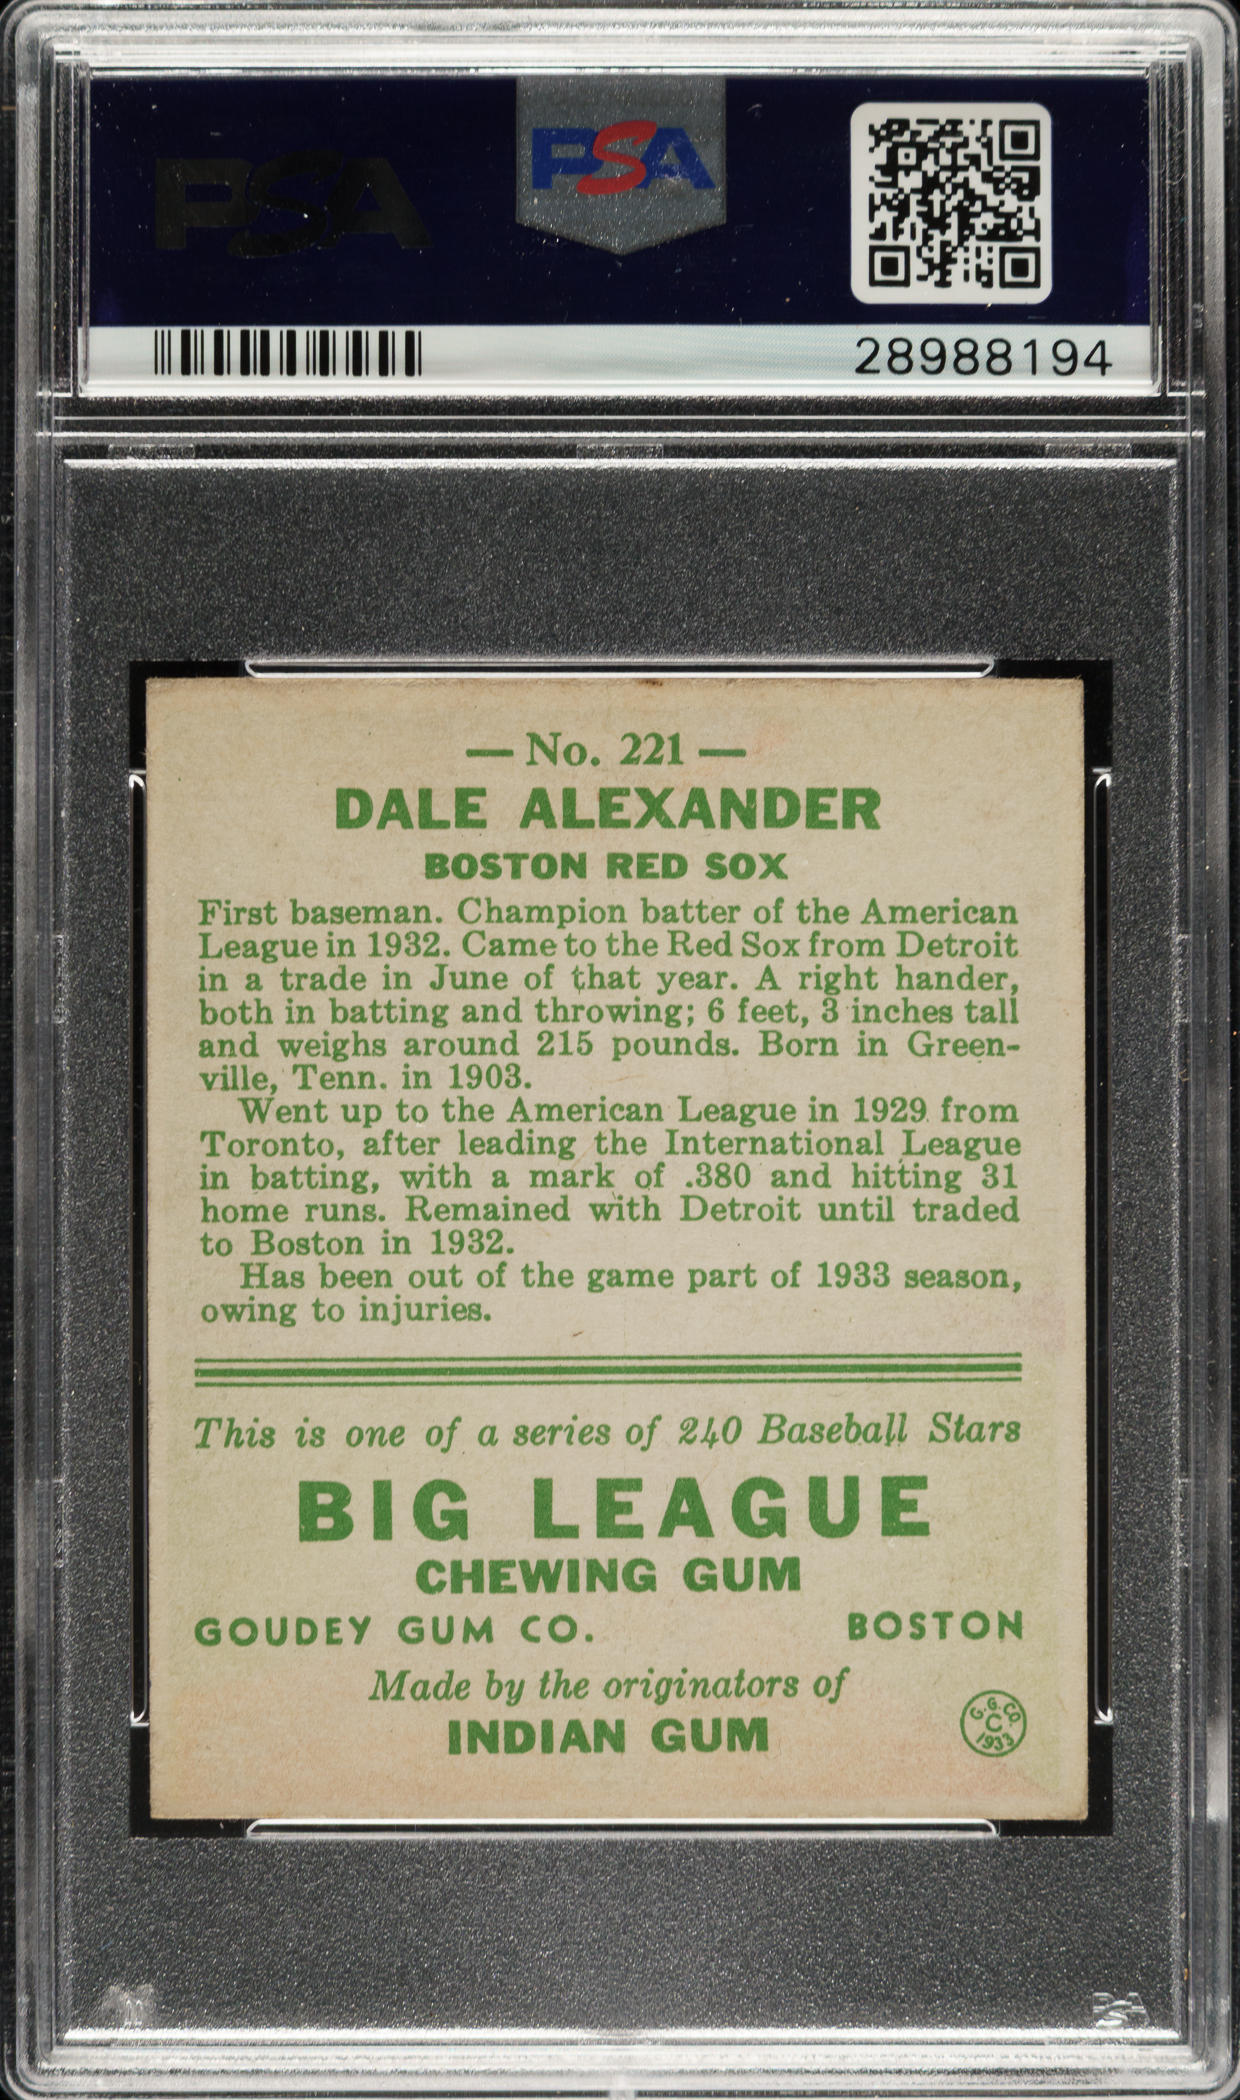 PSA
PSA
28988194
— No. 221 —
DALE ALEXANDER
BOSTON RED SOX
First baseman. Champion batter of the American
League in 1932. Came to the Red Sox from Detroit
in a trade in June of that year. A right hander,
both in batting and throwing; 6 feet, 3 inches tall
and weighs around 215 pounds. Born in Green-
ville, Tenn. in 1903.
Went up to the American League in 1929 from
Toronto, after leading the International League
in batting, with a mark of .380 and hitting 31
home runs. Remained with Detroit until traded
to Boston in 1932.
Has been out of the game part of 1933 season,
owing to injuries.
This is one of a series of 240 Baseball Stars
BIG LEAGUE
CHEWING GUM
GOUDEY GUM CO. BOSTON
Made by the originators of
INDIAN GUM
G.G.CO.
C
1933
PSA